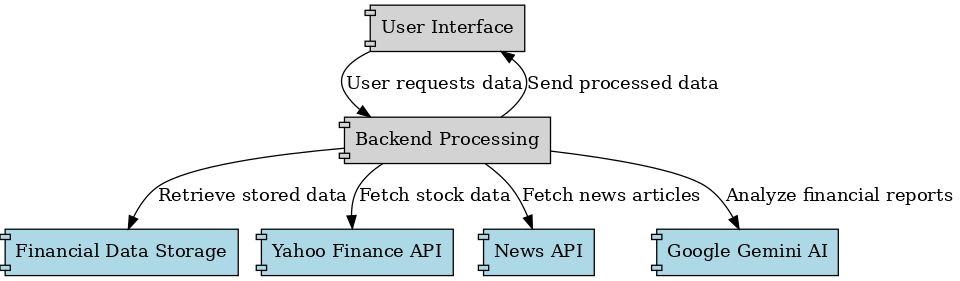 User Interface
User requests data
Send processed data
Backend Processing
Retrieve stored data
Fetch stock data
Fetch news articles
Analyze financial reports
Financial Data Storage
Yahoo Finance API
News API
Google Gemini AI